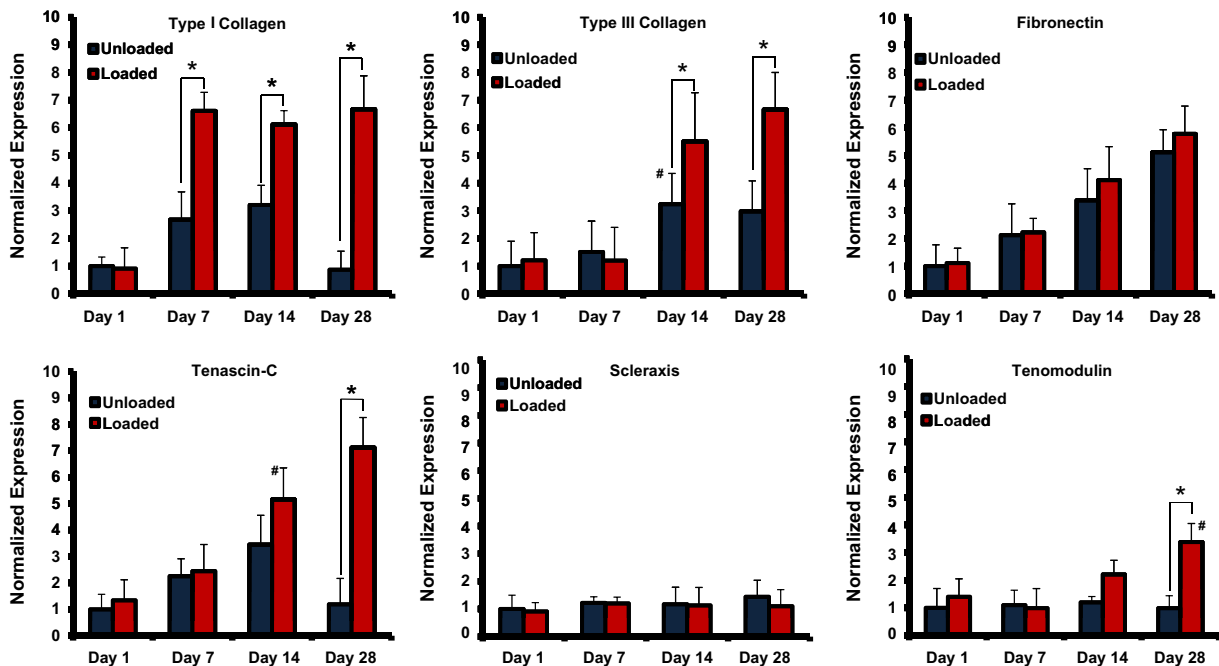 Type I Collagen
Normalized Expression
10
9
8
7
6
5
4
3
2
1
0
Unloaded
Loaded
*
*
*
Day 1 Day 7 Day 14 Day 28
Type III Collagen
Normalized Expression
10
9
8
7
6
5
4
3
2
1
0
Unloaded
Loaded
#
*
*
Day 1 Day 7 Day 14 Day 28
Fibronectin
Normalized Expression
10
9
8
7
6
5
4
3
2
1
0
Unloaded
Loaded
Day 1 Day 7 Day 14 Day 28
Tenascin-C
Normalized Expression
10
9
8
7
6
5
4
3
2
1
0
Unloaded
Loaded
#
*
Day 1 Day 7 Day 14 Day 28
Scleraxis
Normalized Expression
10
9
8
7
6
5
4
3
2
1
0
Unloaded
Loaded
Day 1 Day 7 Day 14 Day 28
Tenomodulin
Normalized Expression
10
9
8
7
6
5
4
3
2
1
0
Unloaded
Loaded
*
#
Day 1 Day 7 Day 14 Day 28